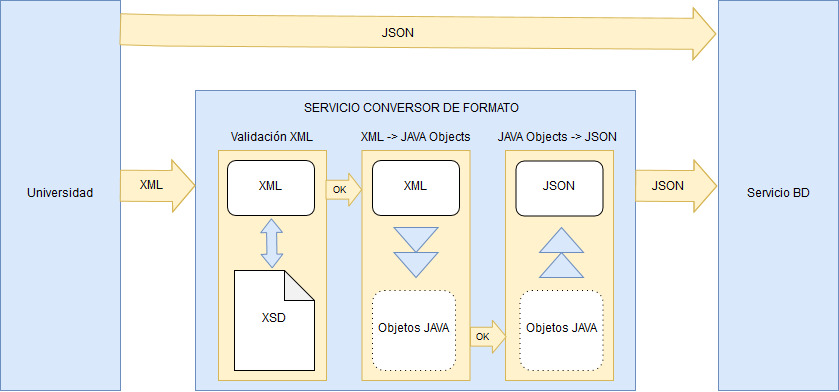 JSON
SERVICIO CONVERSOR DE FORMATO
Validación XML
XML -> JAVA Objects
JAVA Objects -> JSON
Universidad
XML
XML
OK
XML
JSON
JSON
Servicio BD
XSD
Objetos JAVA
OK
Objetos JAVA